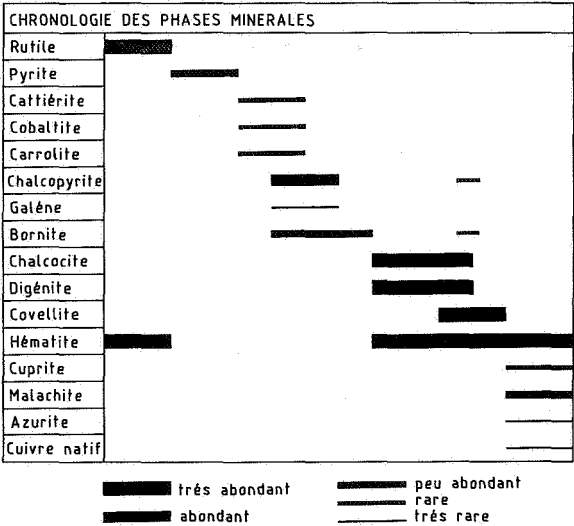 CHRONOLOGIE DES PHASES MINERALES
Rutile
Pyrite
Cattiérite
Cobaltite
Carrolite
Chalcopyrite
Galéne
Bornite
Chalcocite
Digénite
Covellite
Hématite
Cuprite
Malachite
Azurite
Cuivre natif
trés abondant
abondant
peu abondant
rare
trés rare